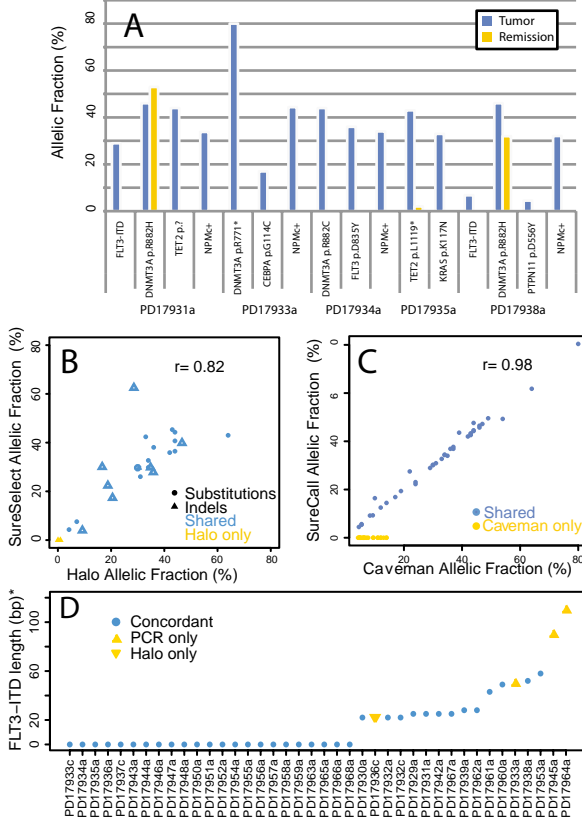 A
Tumor
Remission
Allelic Fraction (%)
80
60
40
20
0
FLT3-ITD
DNMT3A p.R882H
TET2 p.?
NPMc+
DNMT3A p.R771*
CEBPA p.G114C
NPMc+
DNMT3A p.R882C
FLT3 p.D835Y
NPMc+
TET2 p.L1119*
KRAS p.K117N
FLT3-ITD
DNMT3A p.R882H
PTPN11 p.D556Y
NPMc+
PD17931a
PD17933a
PD17934a
PD17935a
PD17938a
B
r= 0.82
SureSelect Allelic Fraction (%)
80
60
40
20
0
Substitutions
Indels
Shared
Halo only
0 20 40 60 80
Halo Allelic Fraction (%)
C
r= 0.98
SureCall Allelic Fraction (%)
0
6
4
2
0
Shared
Caveman only
20 40 60 80
Caveman Allelic Fraction (%)
D
Concordant
PCR only
Halo only
FLT3-ITD length (bp)*
100
60
20
0
PD17933c
PD17934a
PD17935a
PD17936a
PD17937c
PD17943a
PD17944a
PD17946a
PD17947a
PD17948a
PD17950a
PD17951a
PD17952a
PD17954a
PD17955a
PD17956a
PD17957a
PD17958a
PD17959a
PD17963a
PD17965a
PD17966a
PD17968a
PD17930a
PD17936c
PD17932a
PD17932c
PD17929a
PD17931a
PD17942a
PD17967a
PD17939a
PD17962a
PD17961a
PD17960a
PD17933a
PD17938a
PD17953a
PD17945a
PD17964a